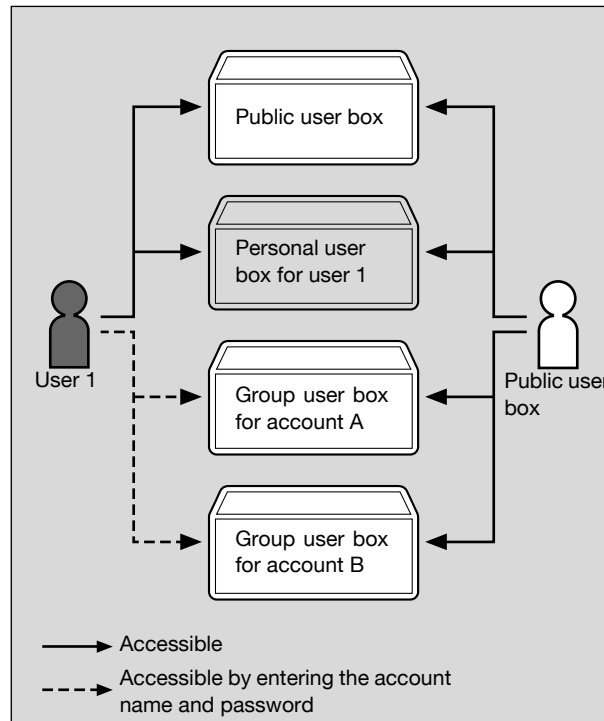 Public user box
Personal user
box for user 1
User 1
Public user
box
Group user box
for account A
Group user box
for account B
Accessible
Accessible by entering the account
name and password